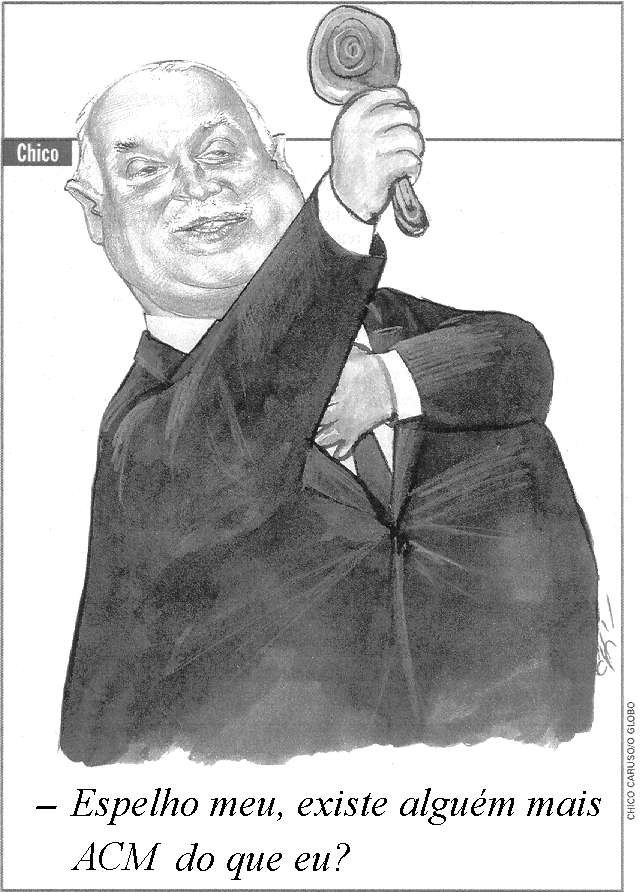 Chico
– Espelho meu, existe alguém mais
ACM do que eu?
CHICO CARUSO/O GLOBO